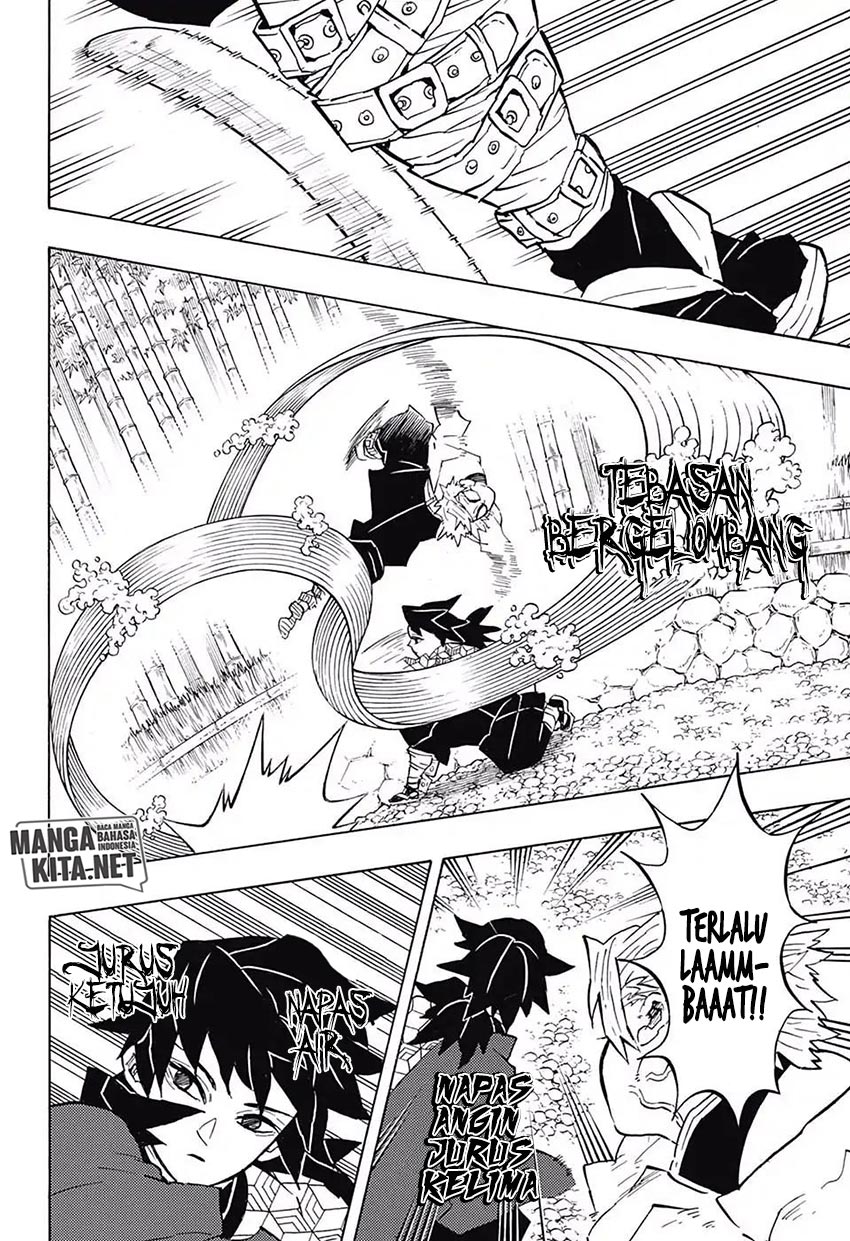 TEBASAN
BERGELOMBANG
MANGA
KITA.NET
BACA MANGA
BAHASA
INDONESIA
TERLALU
LAAMM-
BAAAT!!
NAPAS
ANGIN
JURUS
KELIMA
NAPAS
AIR
JURUS
KETUJUH